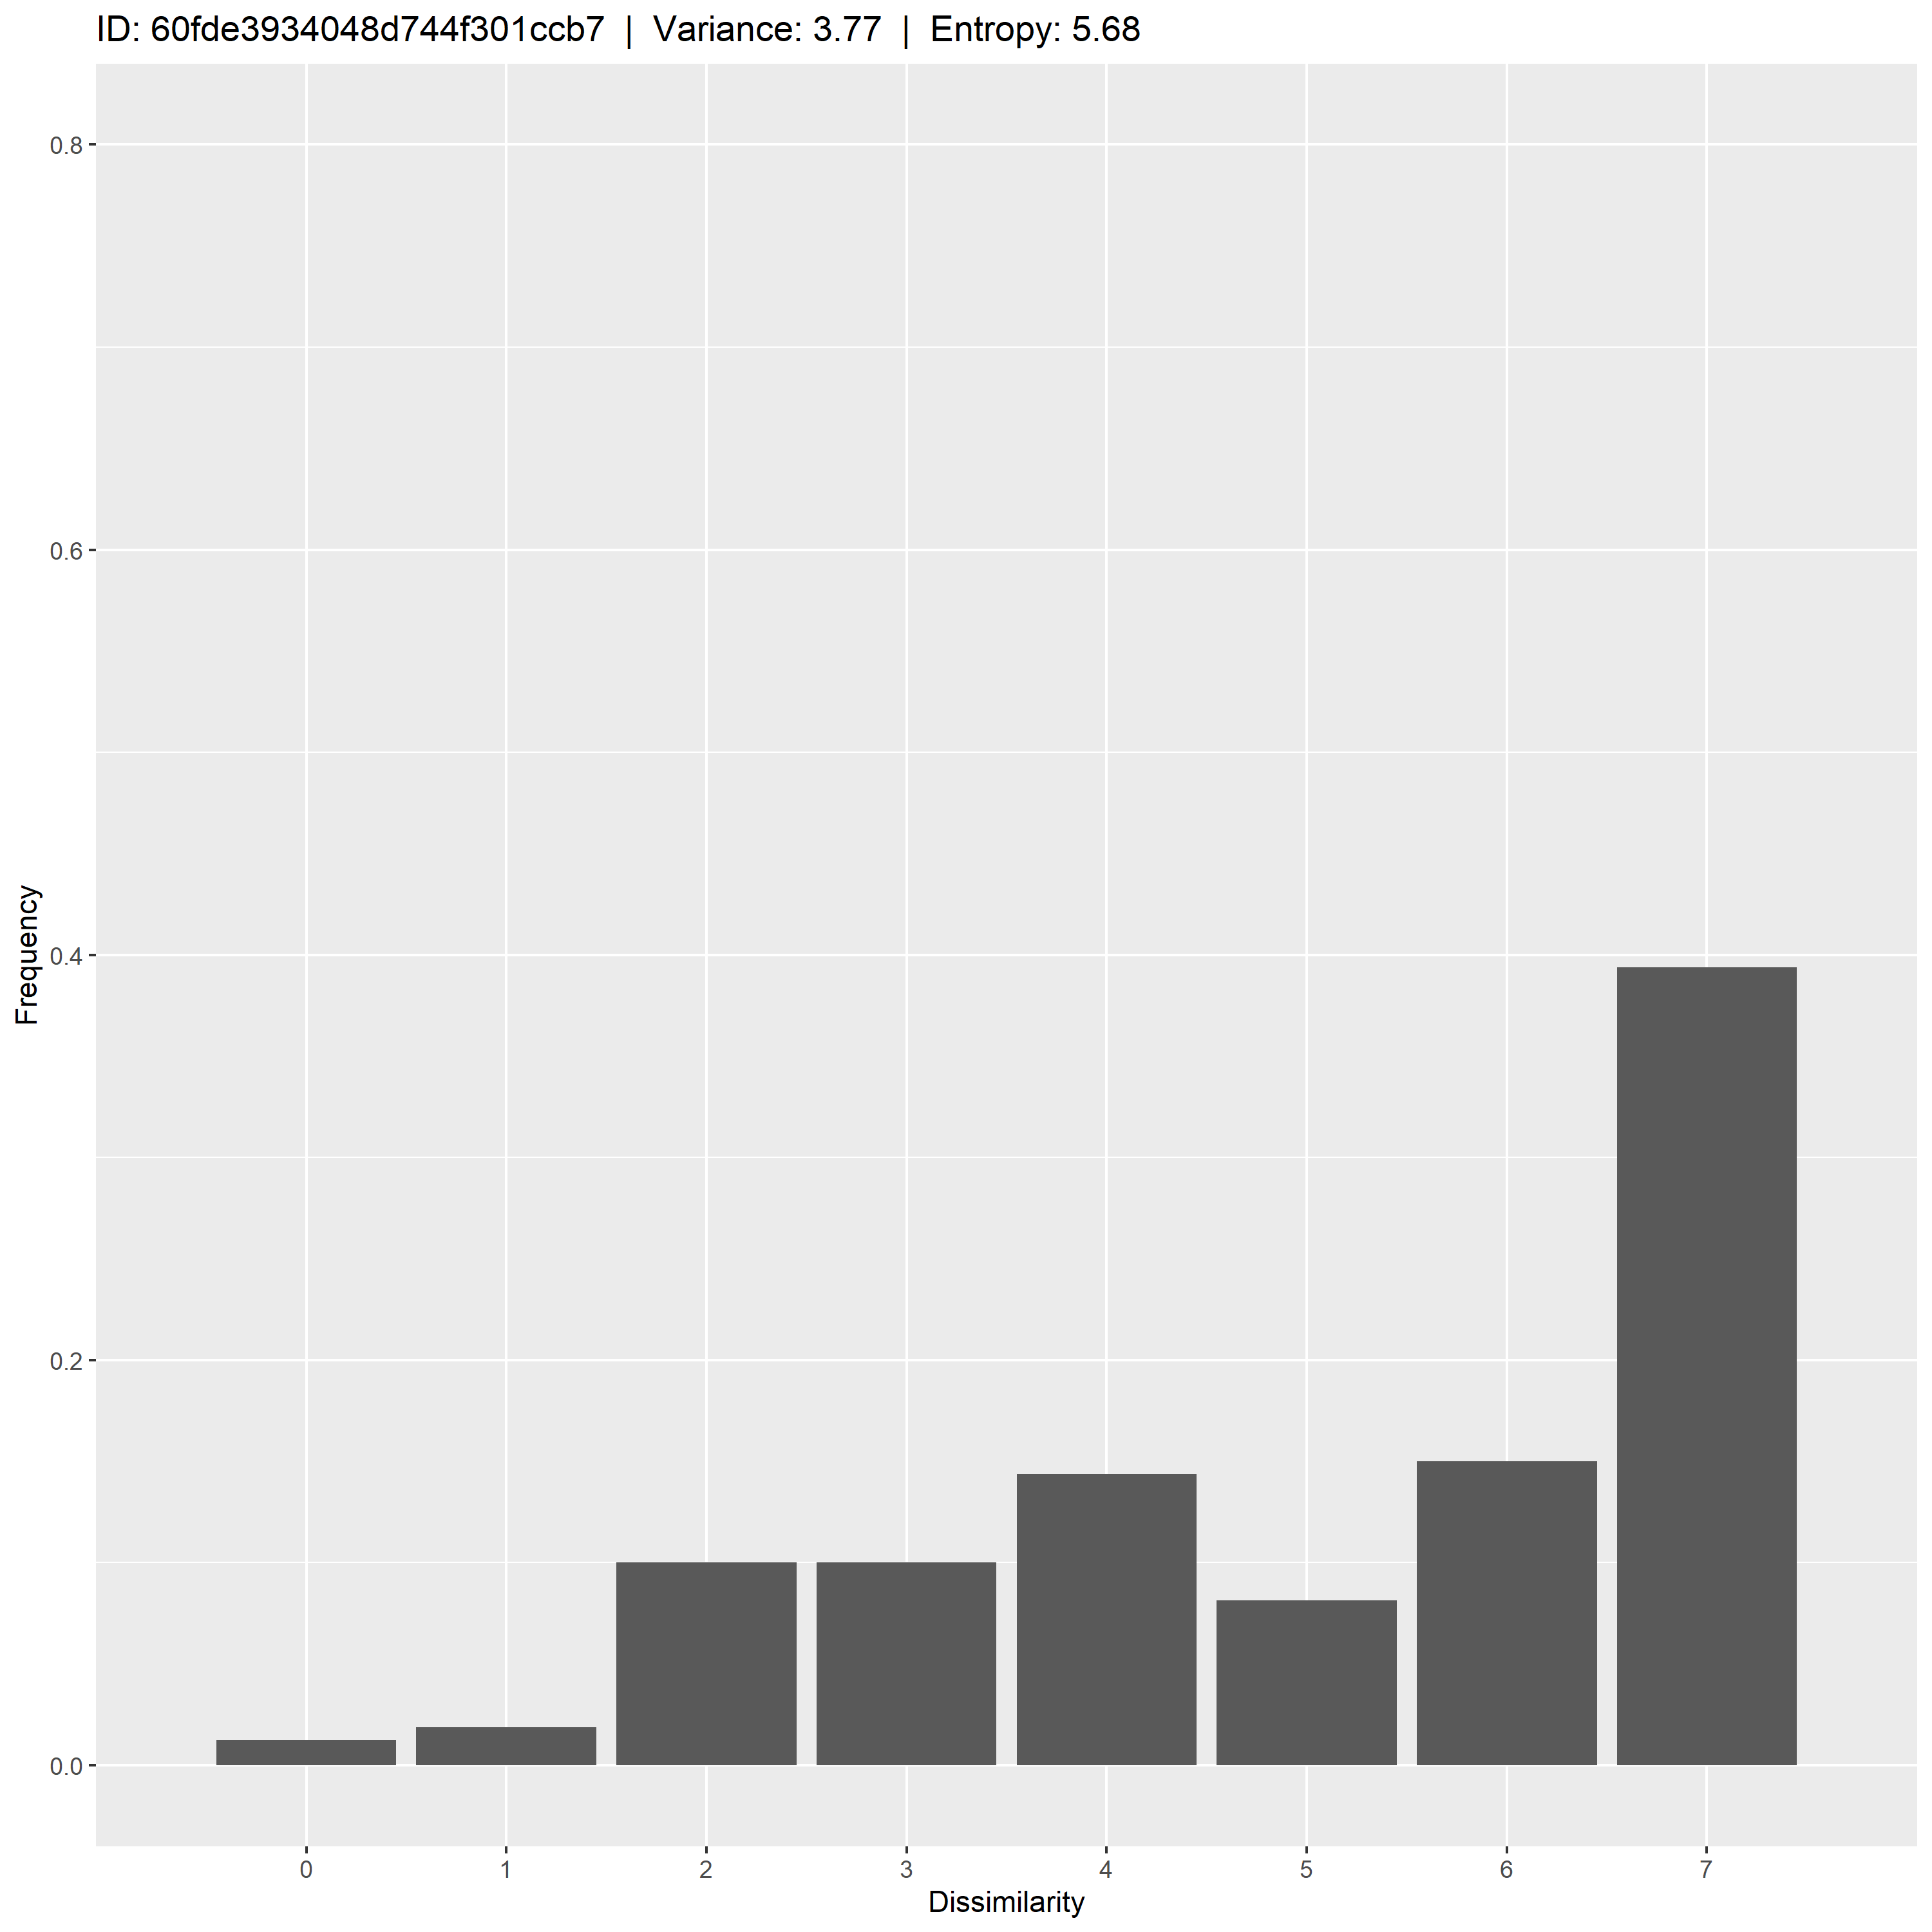 ID: 60fde3934048d744f301ccb7 | Variance: 3.77 | Entropy: 5.68
Frequency
0.8
0.6
0.4
0.2
0.0
0 1 2 3 4 5 6 7
Dissimilarity